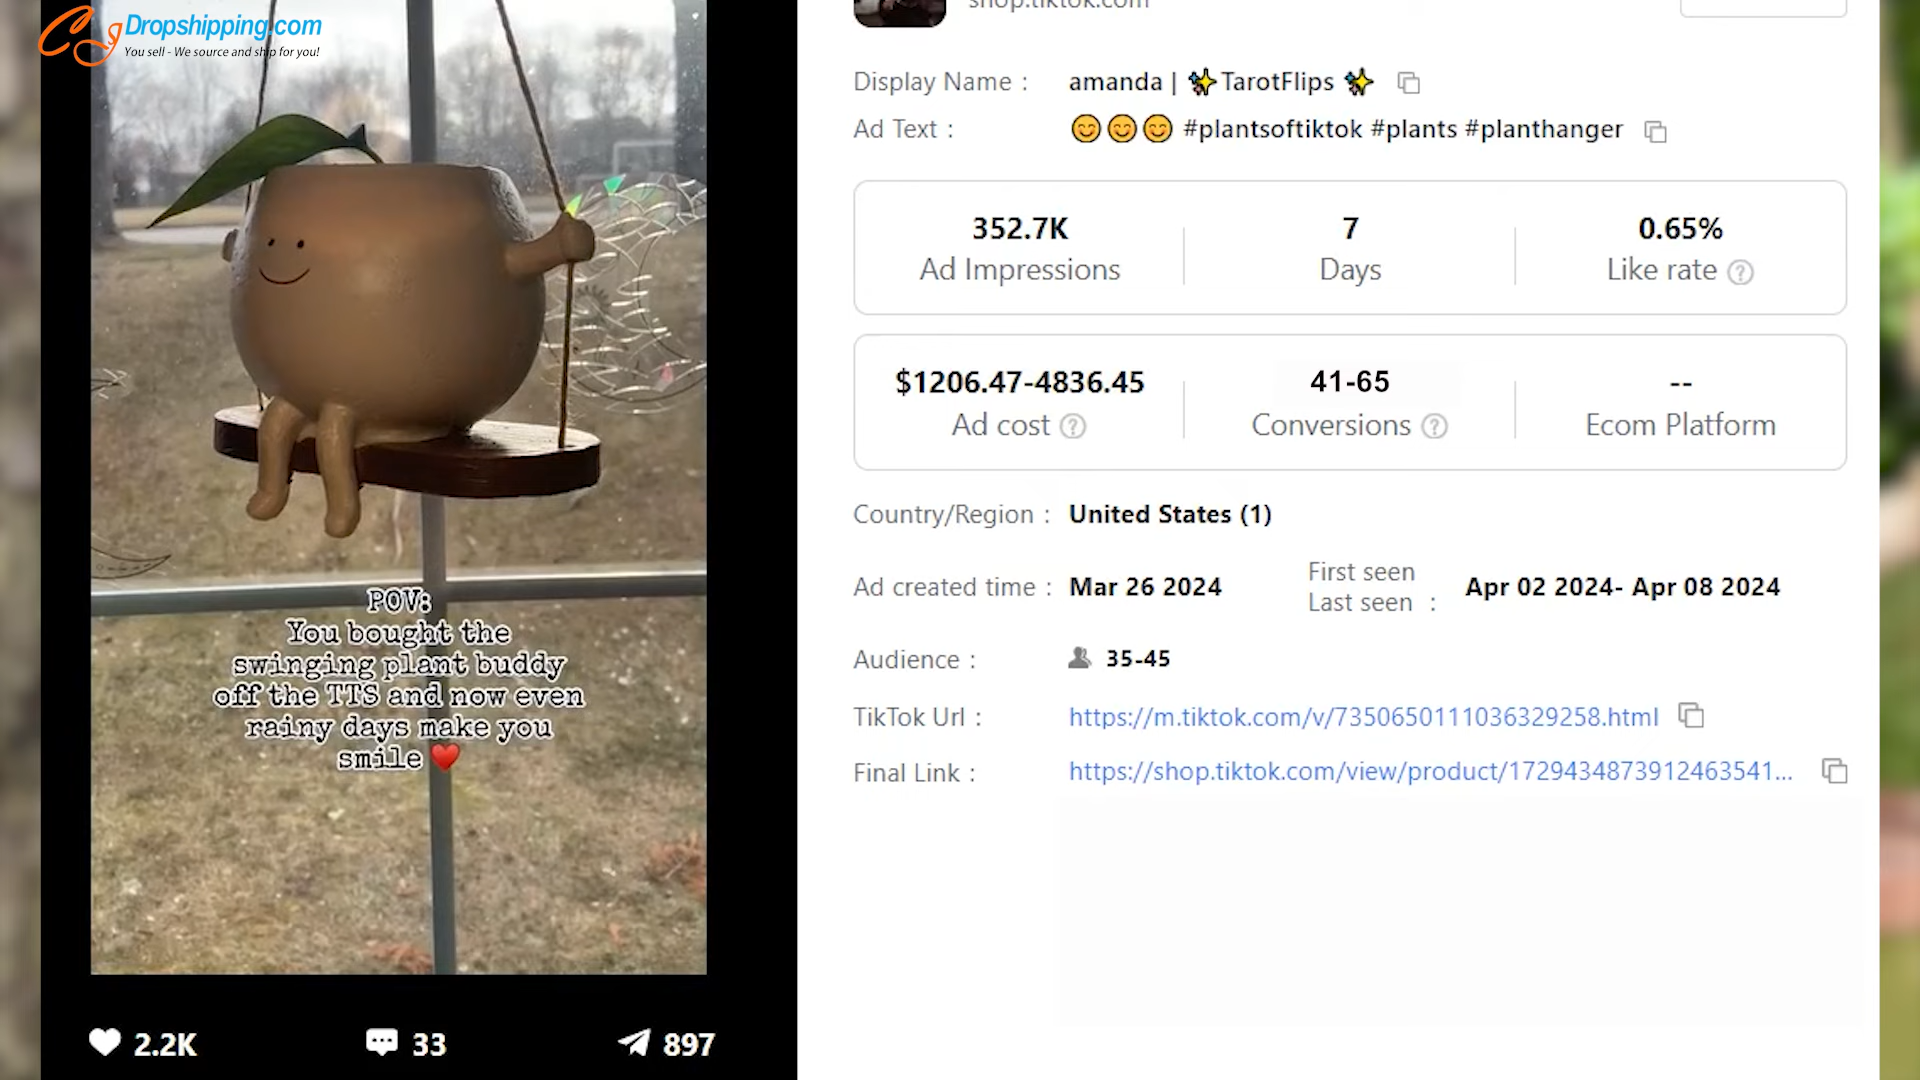 CJ Dropshipping.com
You sell - We source and ship for you!
shop.tiktok.com
Display Name : amanda | ✨TarotFlips ✨
Ad Text : 😊😊😊 #plantsoftiktok #plants #planthanger
352.7K
Ad Impressions
7
Days
0.65%
Like rate ?
$1206.47-4836.45
Ad cost ?
41-65
Conversions ?
--
Ecom Platform
Country/Region : United States (1)
Ad created time : Mar 26 2024
First seen
Last seen : Apr 02 2024- Apr 08 2024
Audience : 35-45
TikTok Url : https://m.tiktok.com/v/7350650111036329258.html
Final Link : https://shop.tiktok.com/view/product/1729434873912463541...
POV:
You bought the
swinging plant buddy
off the TTS and now even
rainy days make you
smile ❤️
2.2K
33
897